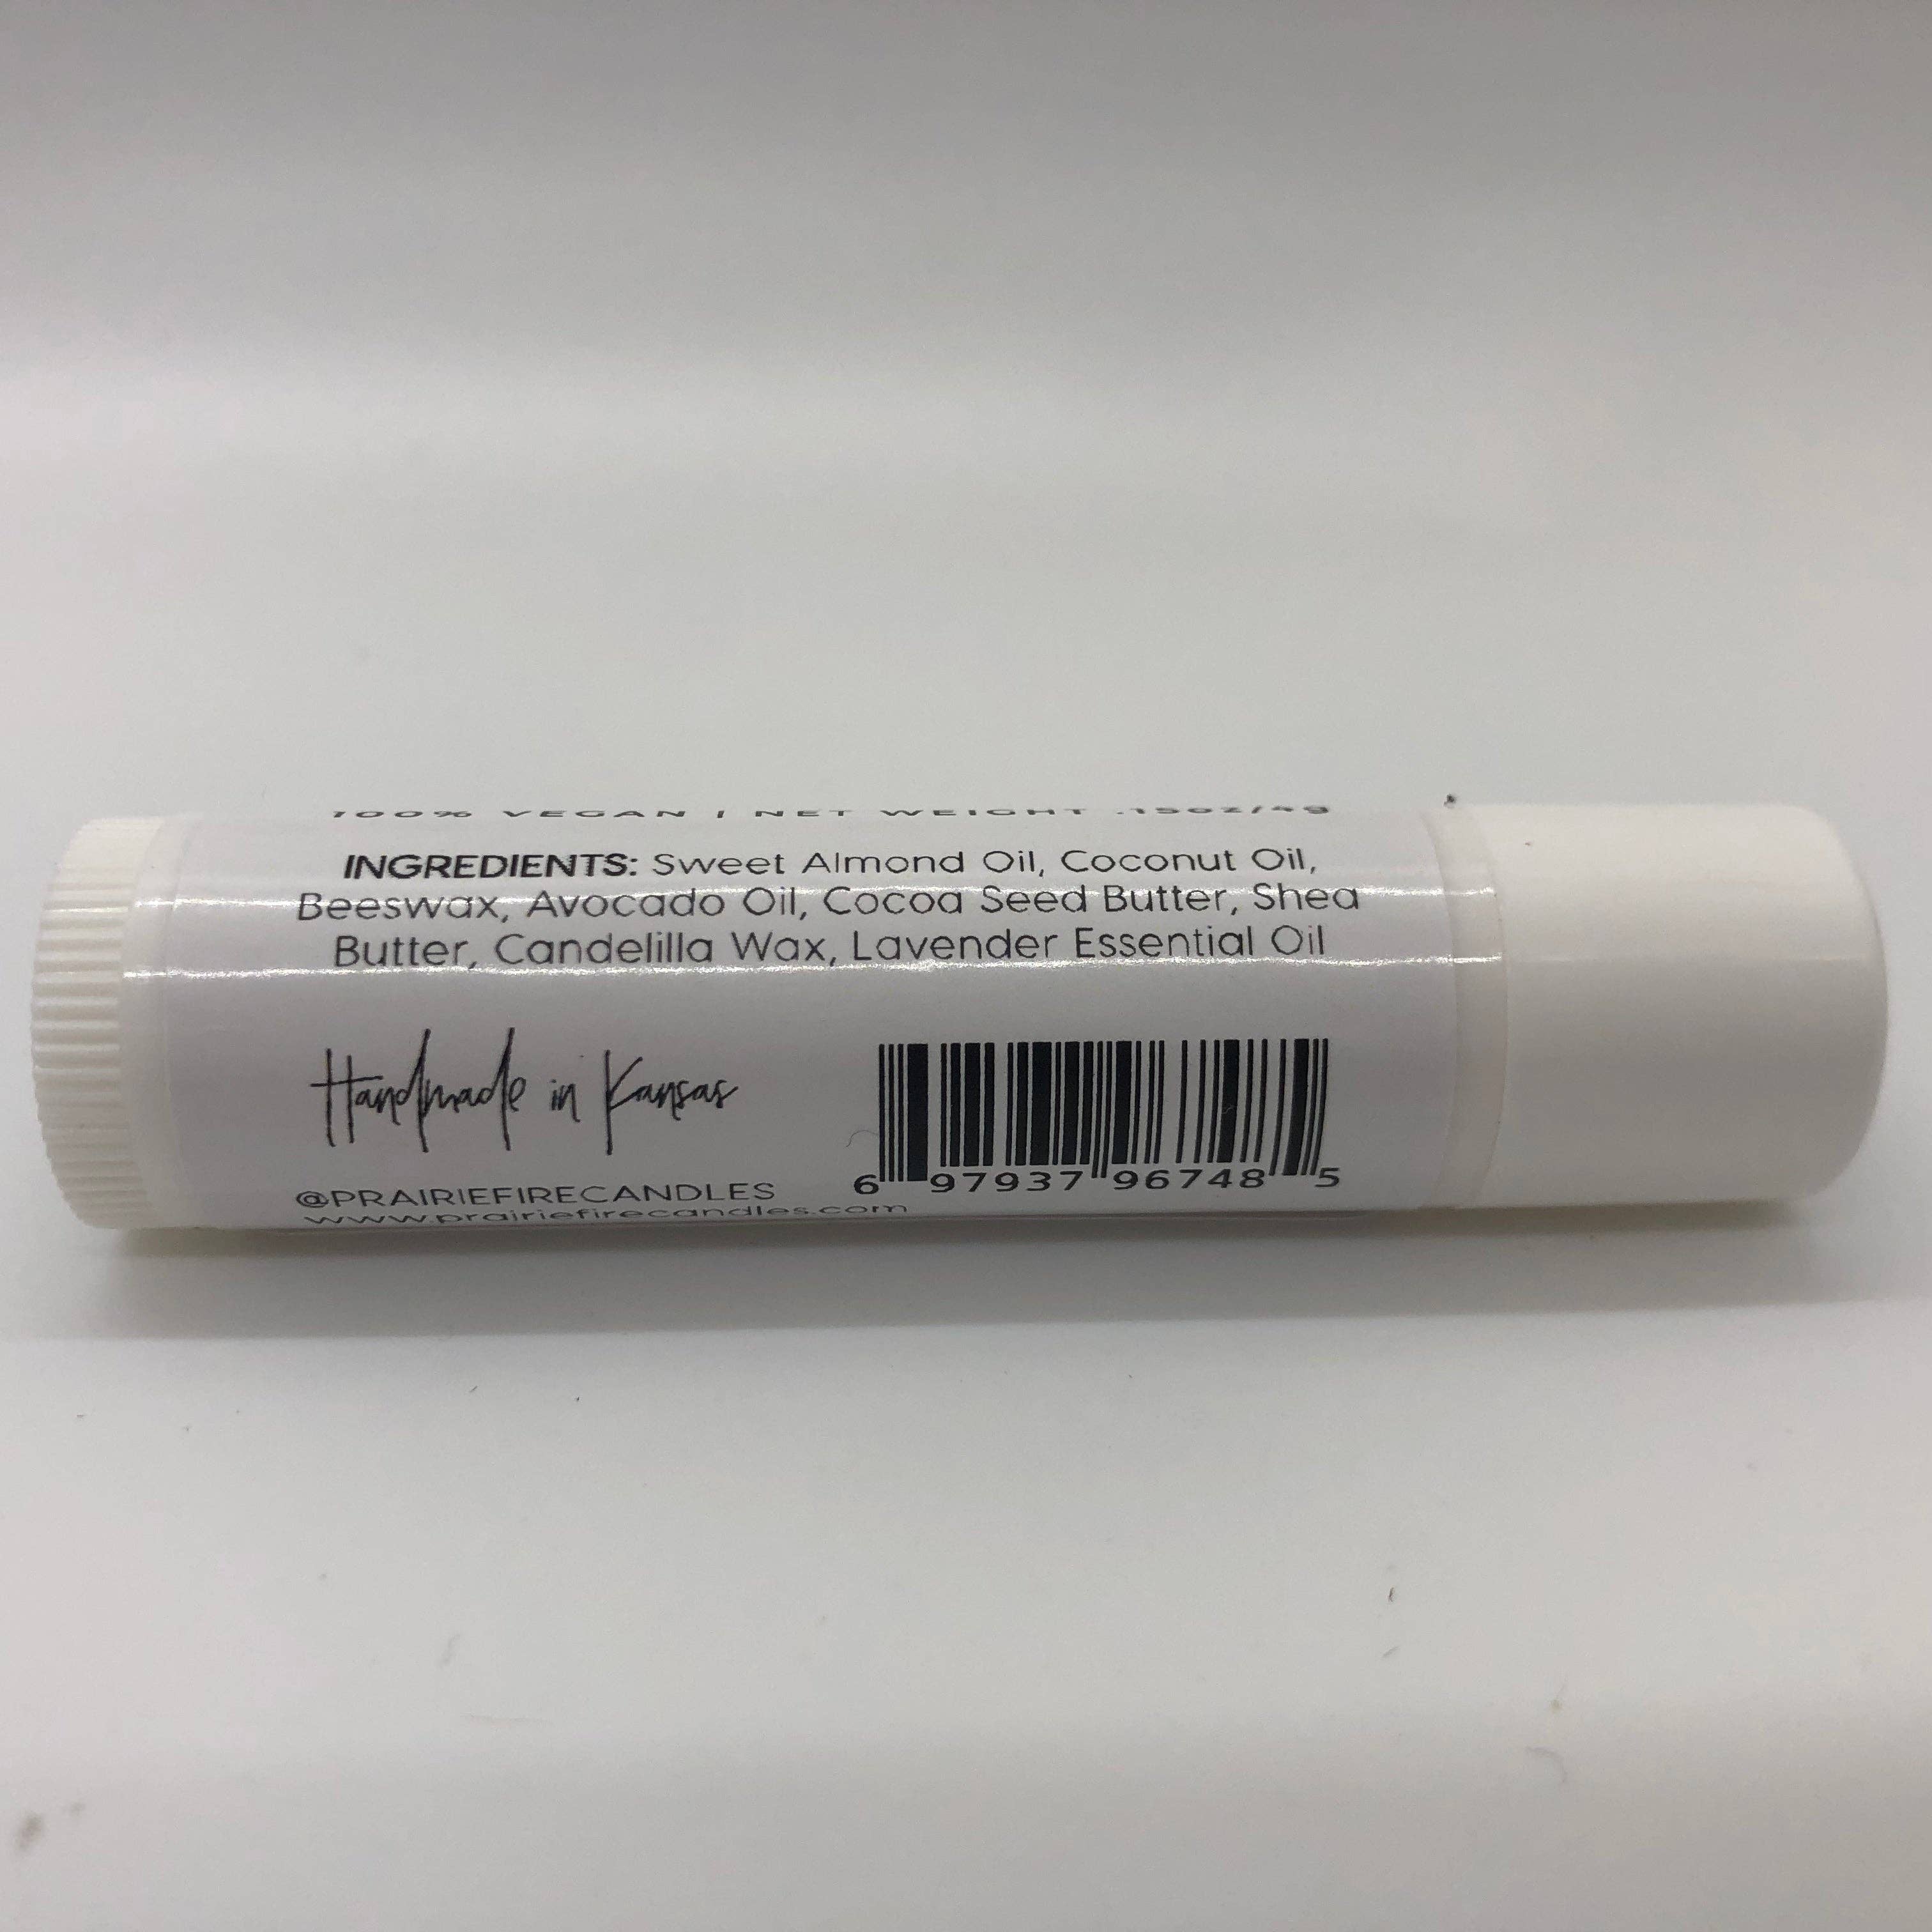 100% VEGAN | NET WEIGHT .15oz/4g
INGREDIENTS: Sweet Almond Oil, Coconut Oil,
Beeswax, Avocado Oil, Cocoa Seed Butter, Shea
Butter, Candelilla Wax, Lavender Essential Oil
Handmade in Kansas
@PRAIRIEFIRECANDLES
www.prairiefirecandles.com
6 97937 96748 5